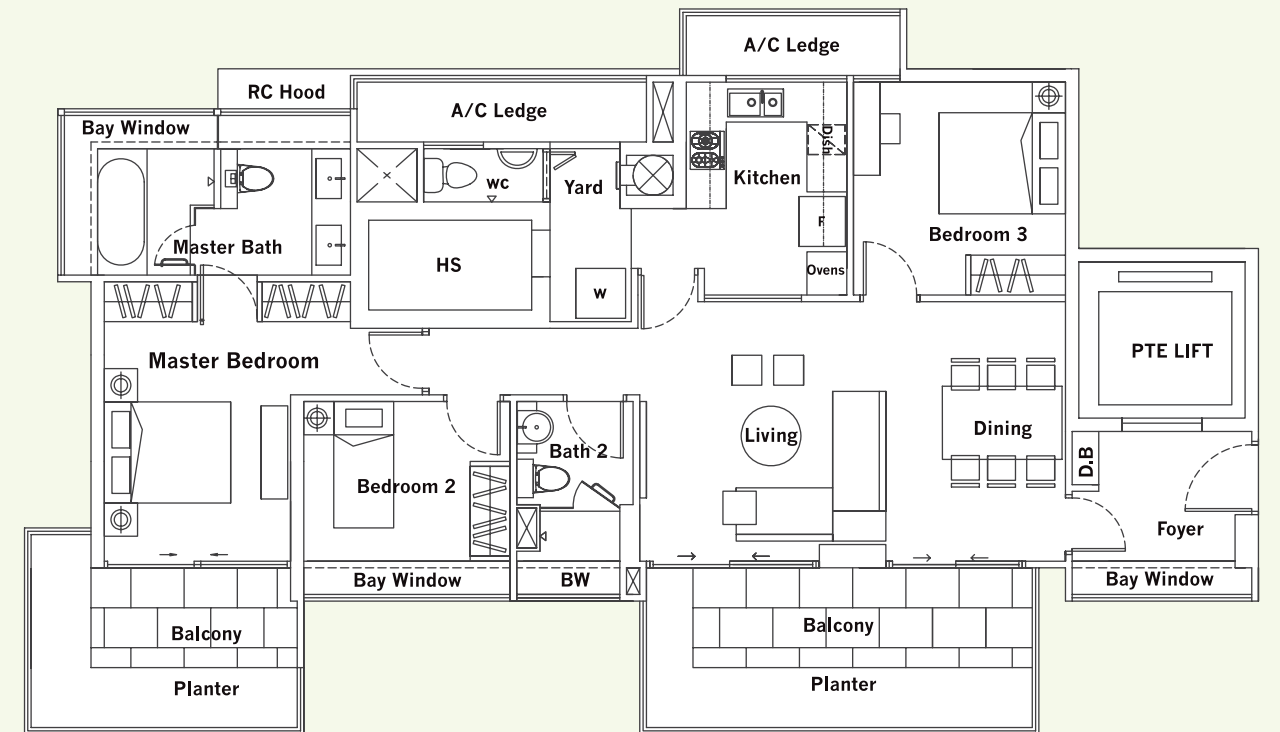 A/C Ledge
RC Hood
A/C Ledge
Bay Window
Dish
Kitchen
WC
Yard
F
Bedroom 3
Master Bath
HS
Ovens
W
PTE LIFT
Master Bedroom
Living
Dining
Bath 2
D.B
Bedroom 2
Foyer
Bay Window
BW
Bay Window
Balcony
Balcony
Planter
Planter